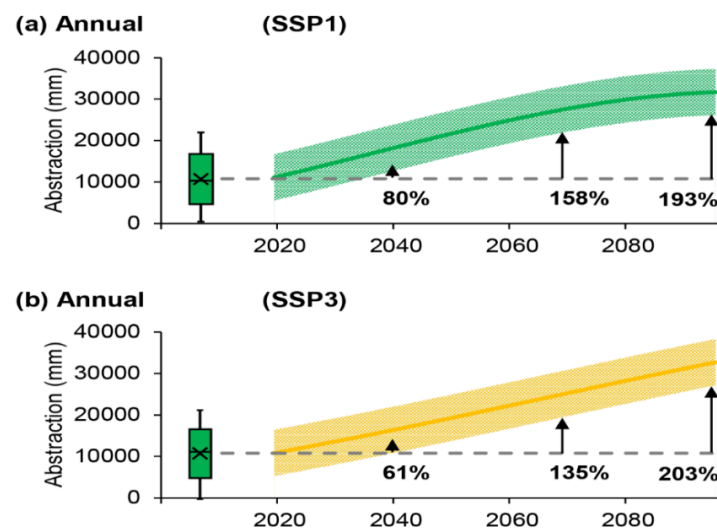 (a) Annual (SSP1)
Abstraction (mm)
40000
30000
20000
10000
0
80%
158%
193%
2020 2040 2060 2080
(b) Annual (SSP3)
Abstraction (mm)
40000
30000
20000
10000
0
61%
135%
203%
2020 2040 2060 2080